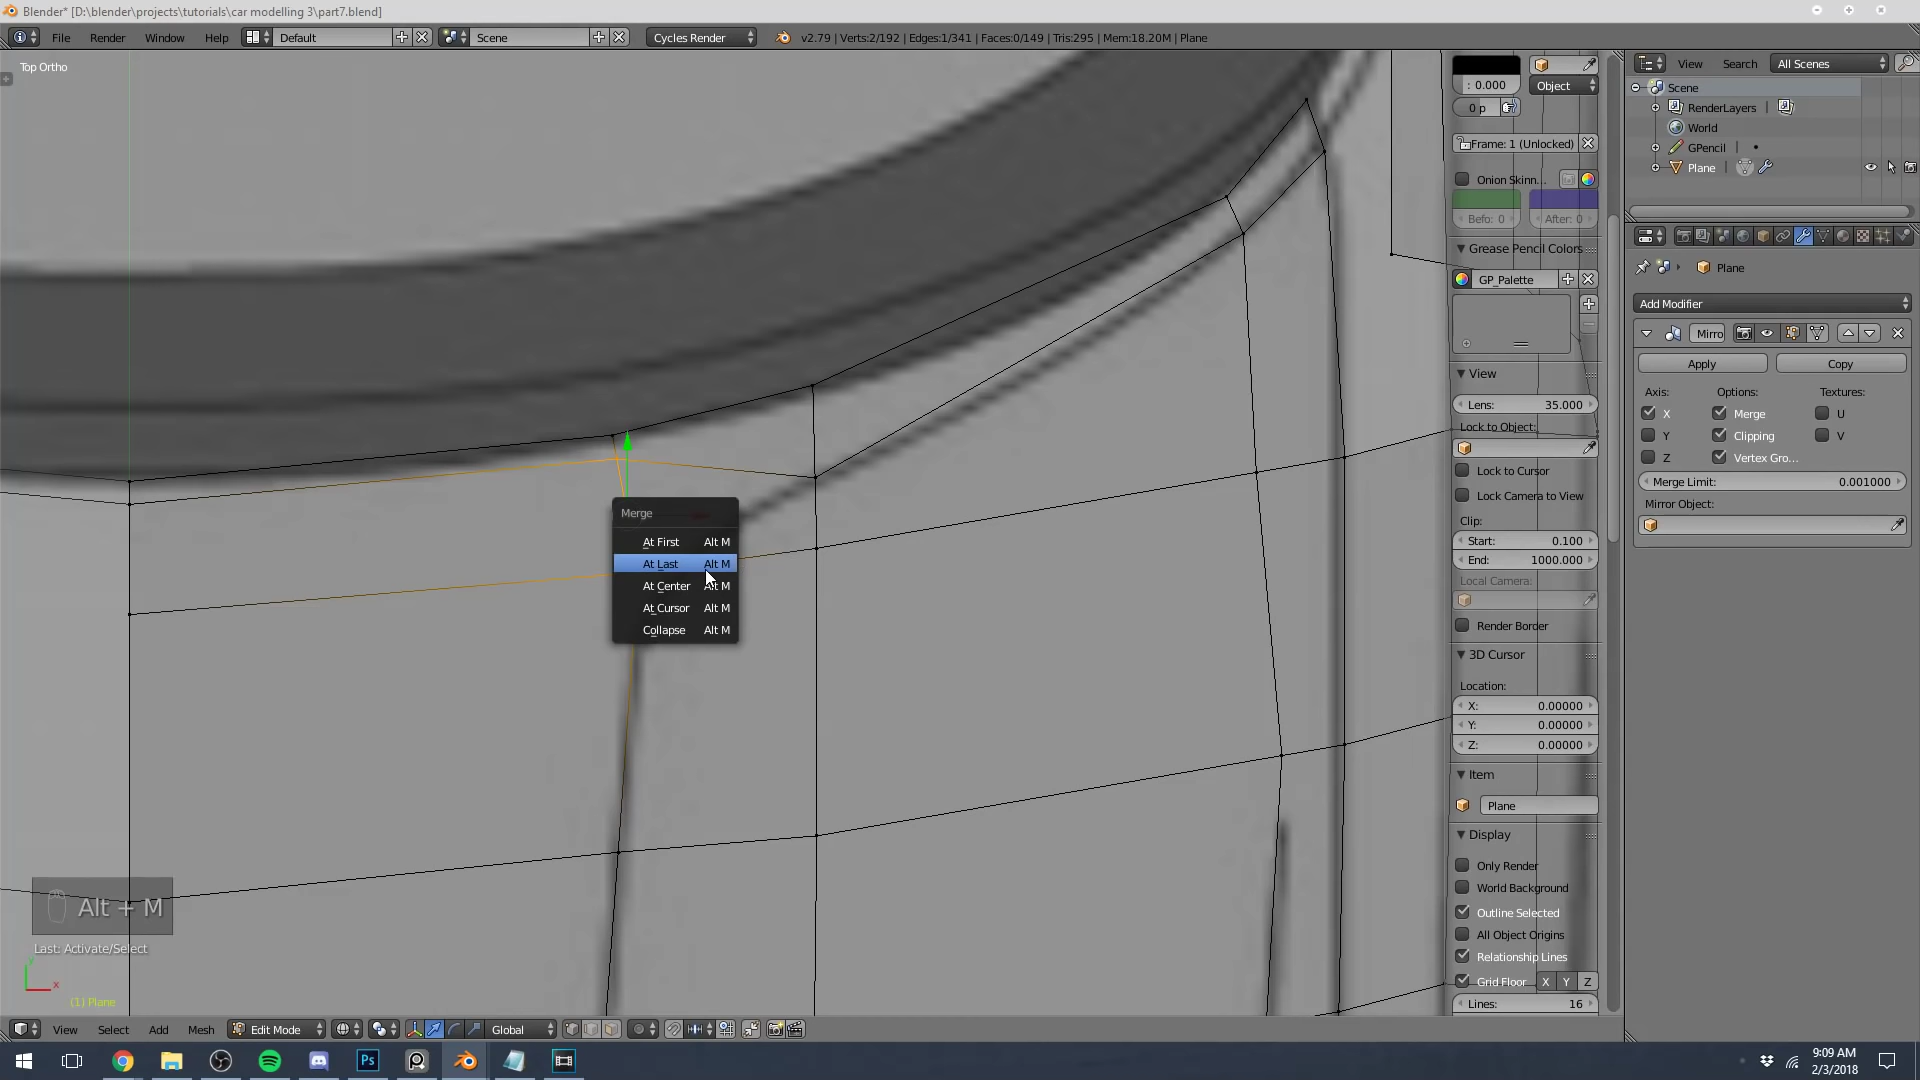 Blender* [D:\blender\projects\tutorials\car modelling 3\part7.blend]
File Render Window Help Default Scene Cycles Render v2.79 | Verts:2/192 | Edges:1/341 | Faces:0/149 | Tris:295 | Mem:18.20M | Plane
Top Ortho
Merge
At First Alt M
At Last Alt M
At Center Alt M
At Cursor Alt M
Collapse Alt M
Alt + M
Last: Activate/Select
y
x
(1) Plane
View Select Add Mesh Edit Mode Global
: 0.000 Object
0 p
Frame: 1 (Unlocked)
Onion Skinn...
Befo: 0 After: 0
Grease Pencil Colors
GP_Palette
View
Lens: 35.000
Lock to Object:
Lock to Cursor
Lock Camera to View
Clip:
Start: 0.100
End: 1000.000
Local Camera:
Render Border
3D Cursor
Location:
X: 0.00000
Y: 0.00000
Z: 0.00000
Item
Plane
Display
Only Render
World Background
Outline Selected
All Object Origins
Relationship Lines
Grid Floor X Y Z
Lines: 16
View Search All Scenes
Scene
RenderLayers
World
GPencil
Plane
Plane
Add Modifier
Mirro
Apply Copy
Axis: Options: Textures:
X Merge U
Y Clipping V
Z Vertex Gro...
Merge Limit: 0.001000
Mirror Object:
Ps
9:09 AM
2/3/2018